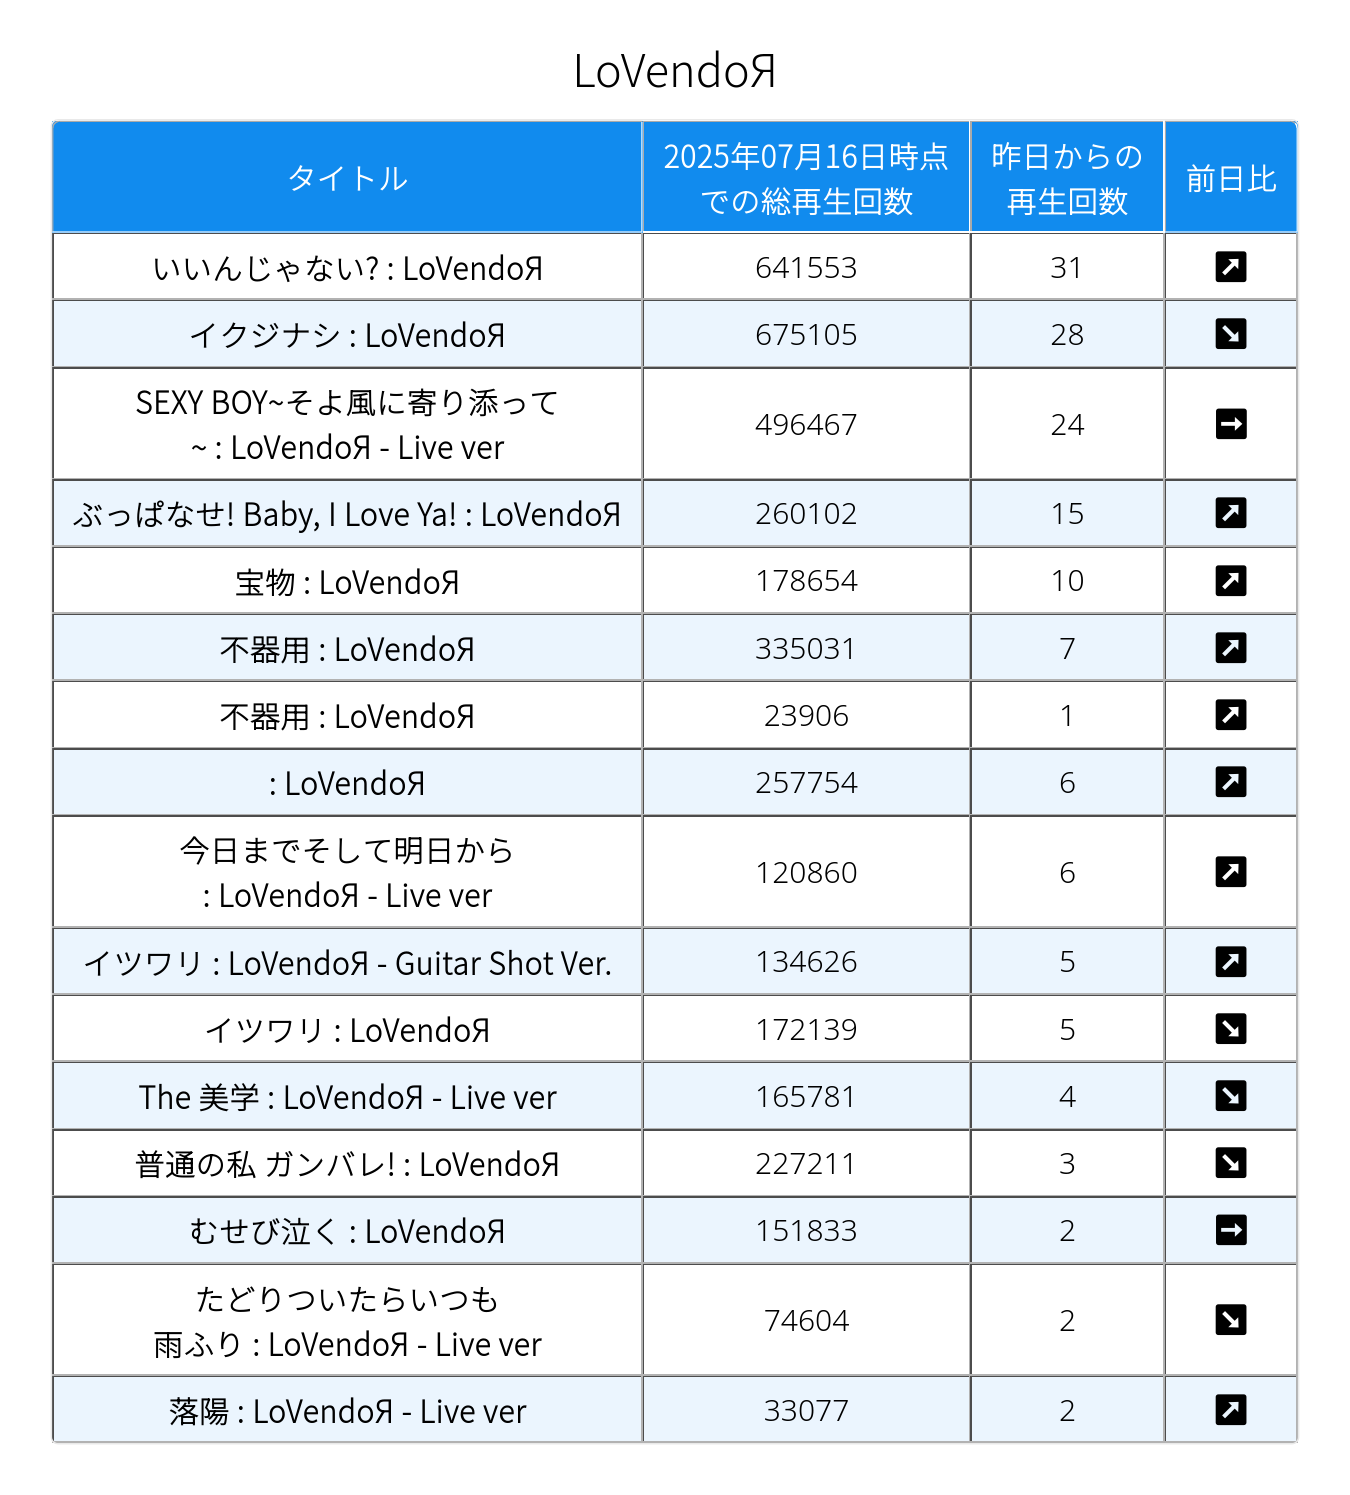 LoVendoЯ
タイトル
2025年07月16日時点
での総再生回数
昨日からの
再生回数
前日比
いいんじゃない? : LoVendoЯ 641553 31 ↗
イクジナシ : LoVendoЯ 675105 28 ↘
SEXY BOY~そよ風に寄り添って
~ : LoVendoЯ - Live ver 496467 24 →
ぶっぱなせ! Baby, I Love Ya! : LoVendoЯ 260102 15 ↗
宝物 : LoVendoЯ 178654 10 ↗
不器用 : LoVendoЯ 335031 7 ↗
不器用 : LoVendoЯ 23906 1 ↗
: LoVendoЯ 257754 6 ↗
今日までそして明日から
: LoVendoЯ - Live ver 120860 6 ↗
イツワリ : LoVendoЯ - Guitar Shot Ver. 134626 5 ↗
イツワリ : LoVendoЯ 172139 5 ↘
The 美学 : LoVendoЯ - Live ver 165781 4 ↘
普通の私 ガンバレ! : LoVendoЯ 227211 3 ↘
むせび泣く : LoVendoЯ 151833 2 →
たどりついたらいつも
雨ふり : LoVendoЯ - Live ver 74604 2 ↘
落陽 : LoVendoЯ - Live ver 33077 2 ↗